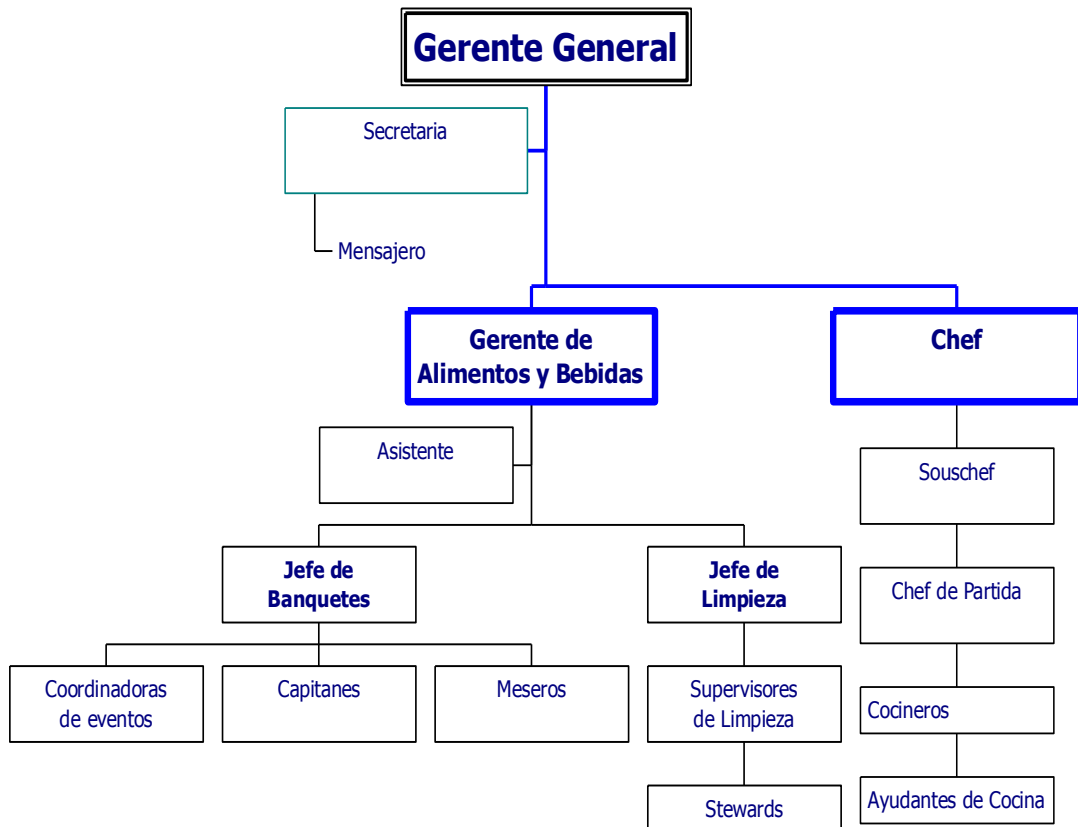 Gerente General
Secretaria
Mensajero
Gerente de
Alimentos y Bebidas
Chef
Asistente
Souschef
Jefe de
Banquetes
Jefe de
Limpieza
Chef de Partida
Coordinadoras
de eventos
Capitanes
Meseros
Supervisores
de Limpieza
Cocineros
Stewards
Ayudantes de Cocina